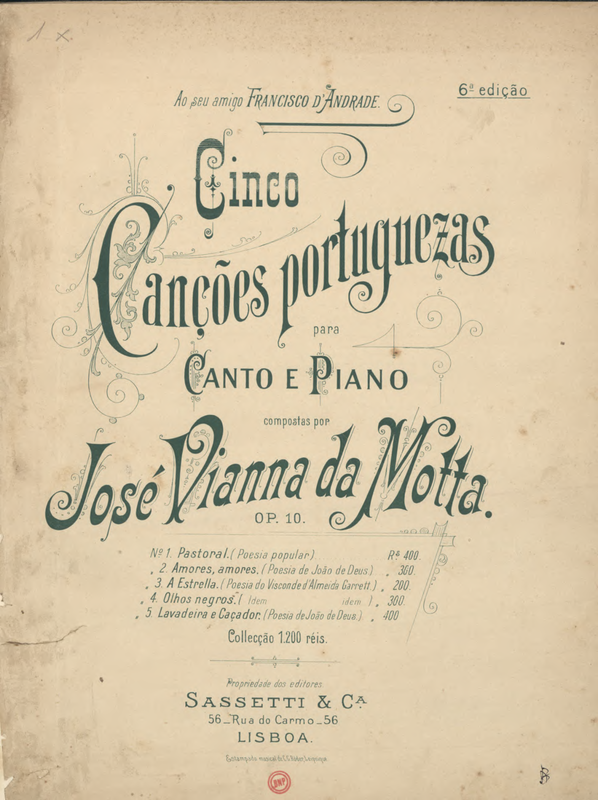 1 x.
Ao seu amigo FRANCISCO D'ANDRADE.
6ª edição
Cinco
Canções portuguezas
para
CANTO E PIANO
compostas por
José Vianna da Motta.
OP. 10.
Nº 1. Pastoral. (Poesia popular) Rs 400.
„ 2. Amores, amores. (Poesia de João de Deus) „ 300.
„ 3. A Estrella. (Poesia do Visconde d'Almeida Garrett.) „ 200.
„ 4. Olhos negros. (Idem idem ) „ 300.
„ 5. Lavadeira e Caçador. (Poesia de João de Deus.) „ 400
Collecção 1.200 réis.
Propriedade dos editores
SASSETTI & CA
56_Rua do Carmo_56
LISBOA.
BNP